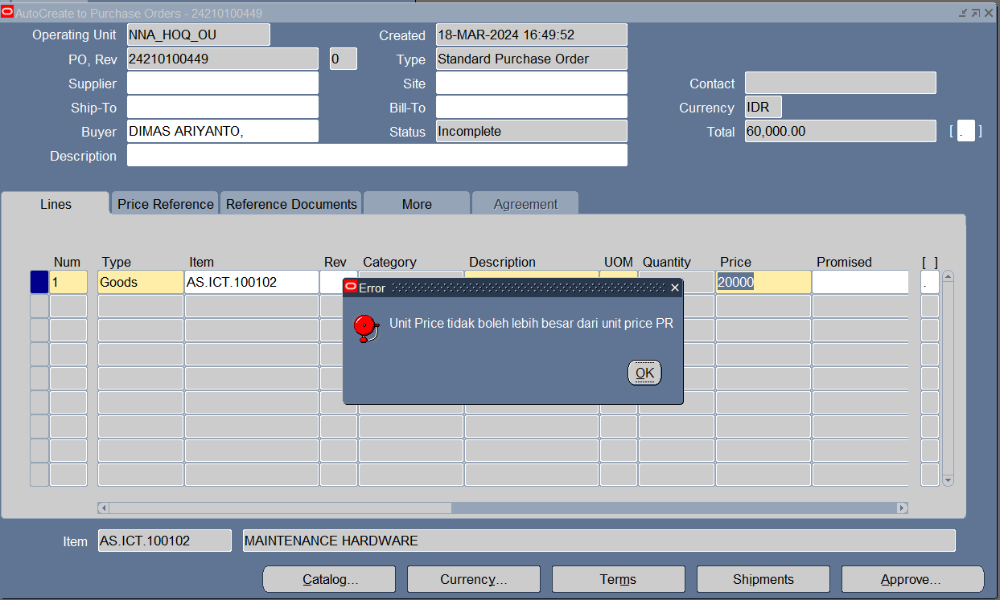 AutoCreate to Purchase Orders - 24210100449
Operating Unit NNA_HOQ_OU Created 18-MAR-2024 16:49:52
PO, Rev 24210100449 0 Type Standard Purchase Order
Supplier Site Contact
Ship-To Bill-To Currency IDR
Buyer DIMAS ARIYANTO, Status Incomplete Total 60,000.00 [ . ]
Description
Lines Price Reference Reference Documents More Agreement
Num Type Item Rev Category Description UOM Quantity Price Promised [ ]
1 Goods AS.ICT.100102 20000 .
Error
Unit Price tidak boleh lebih besar dari unit price PR
OK
Item AS.ICT.100102 MAINTENANCE HARDWARE
Catalog... Currency... Terms Shipments Approve...